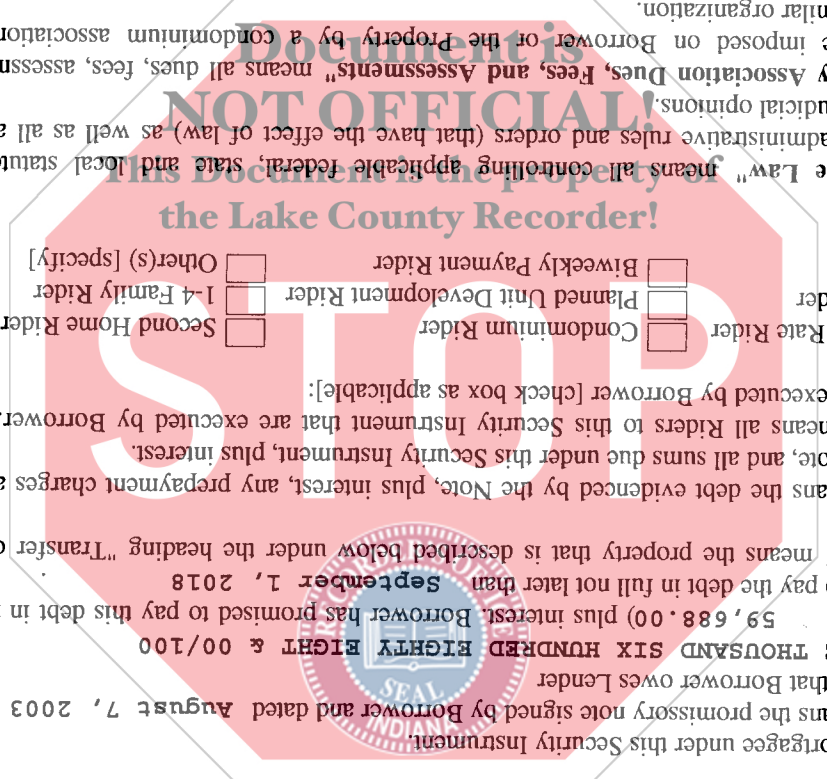 ortgagee under this Security Instrument.
ans the promissory note signed by Borrower and dated August 7, 2003
that Borrower owes Lender
THOUSAND SIX HUNDRED EIGHTY EIGHT & 00/100
59,688.00) plus interest. Borrower has promised to pay this debt in
pay the debt in full not later than September 1, 2018
means the property that is described below under the heading "Transfer o
ans the debt evidenced by the Note, plus interest, any prepayment charges a
ote, and all sums due under this Security Instrument, plus interest.
neans all Riders to this Security Instrument that are executed by Borrower.
executed by Borrower [check box as applicable]:
Rate Rider Condominium Rider Second Home Rider
der Planned Unit Development Rider 1-4 Family Rider
Biweekly Payment Rider Other(s) [specify]
e Law" means all controlling applicable federal, state and local statut
administrative rules and orders (that have the effect of law) as well as all a
udicial opinions.
y Association Dues, Fees, and Assessments" means all dues, fees, assessm
e imposed on Borrower or the Property by a condominium association
milar organization.
Document is
NOT OFFICIAL!
This Document is the property of
the Lake County Recorder!
STOP
SEAL
INDIANA